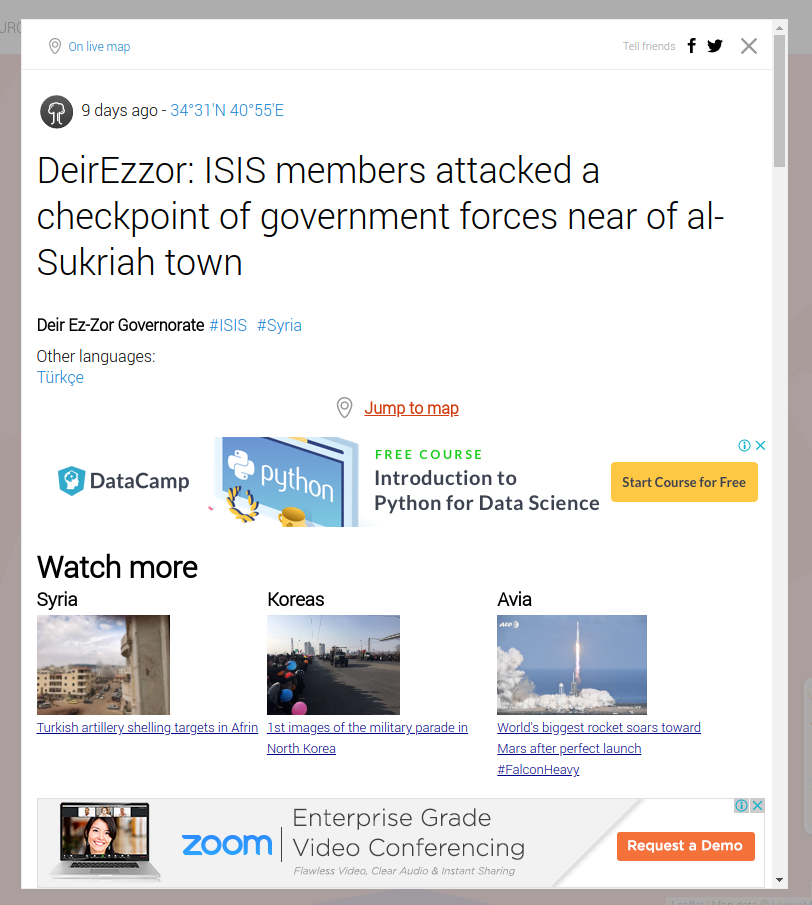 On live map
Tell friends
9 days ago - 34°31'N 40°55'E
DeirEzzor: ISIS members attacked a
checkpoint of government forces near of al-
Sukriah town
Deir Ez-Zor Governorate #ISIS #Syria
Other languages:
Türkçe
Jump to map
DataCamp
python
FREE COURSE
Introduction to
Python for Data Science
Start Course for Free
Watch more
Syria
Koreas
Avia
AFP
Turkish artillery shelling targets in Afrin
1st images of the military parade in
North Korea
World's biggest rocket soars toward
Mars after perfect launch
#FalconHeavy
zoom
Enterprise Grade
Video Conferencing
Flawless Video, Clear Audio & Instant Sharing
Request a Demo